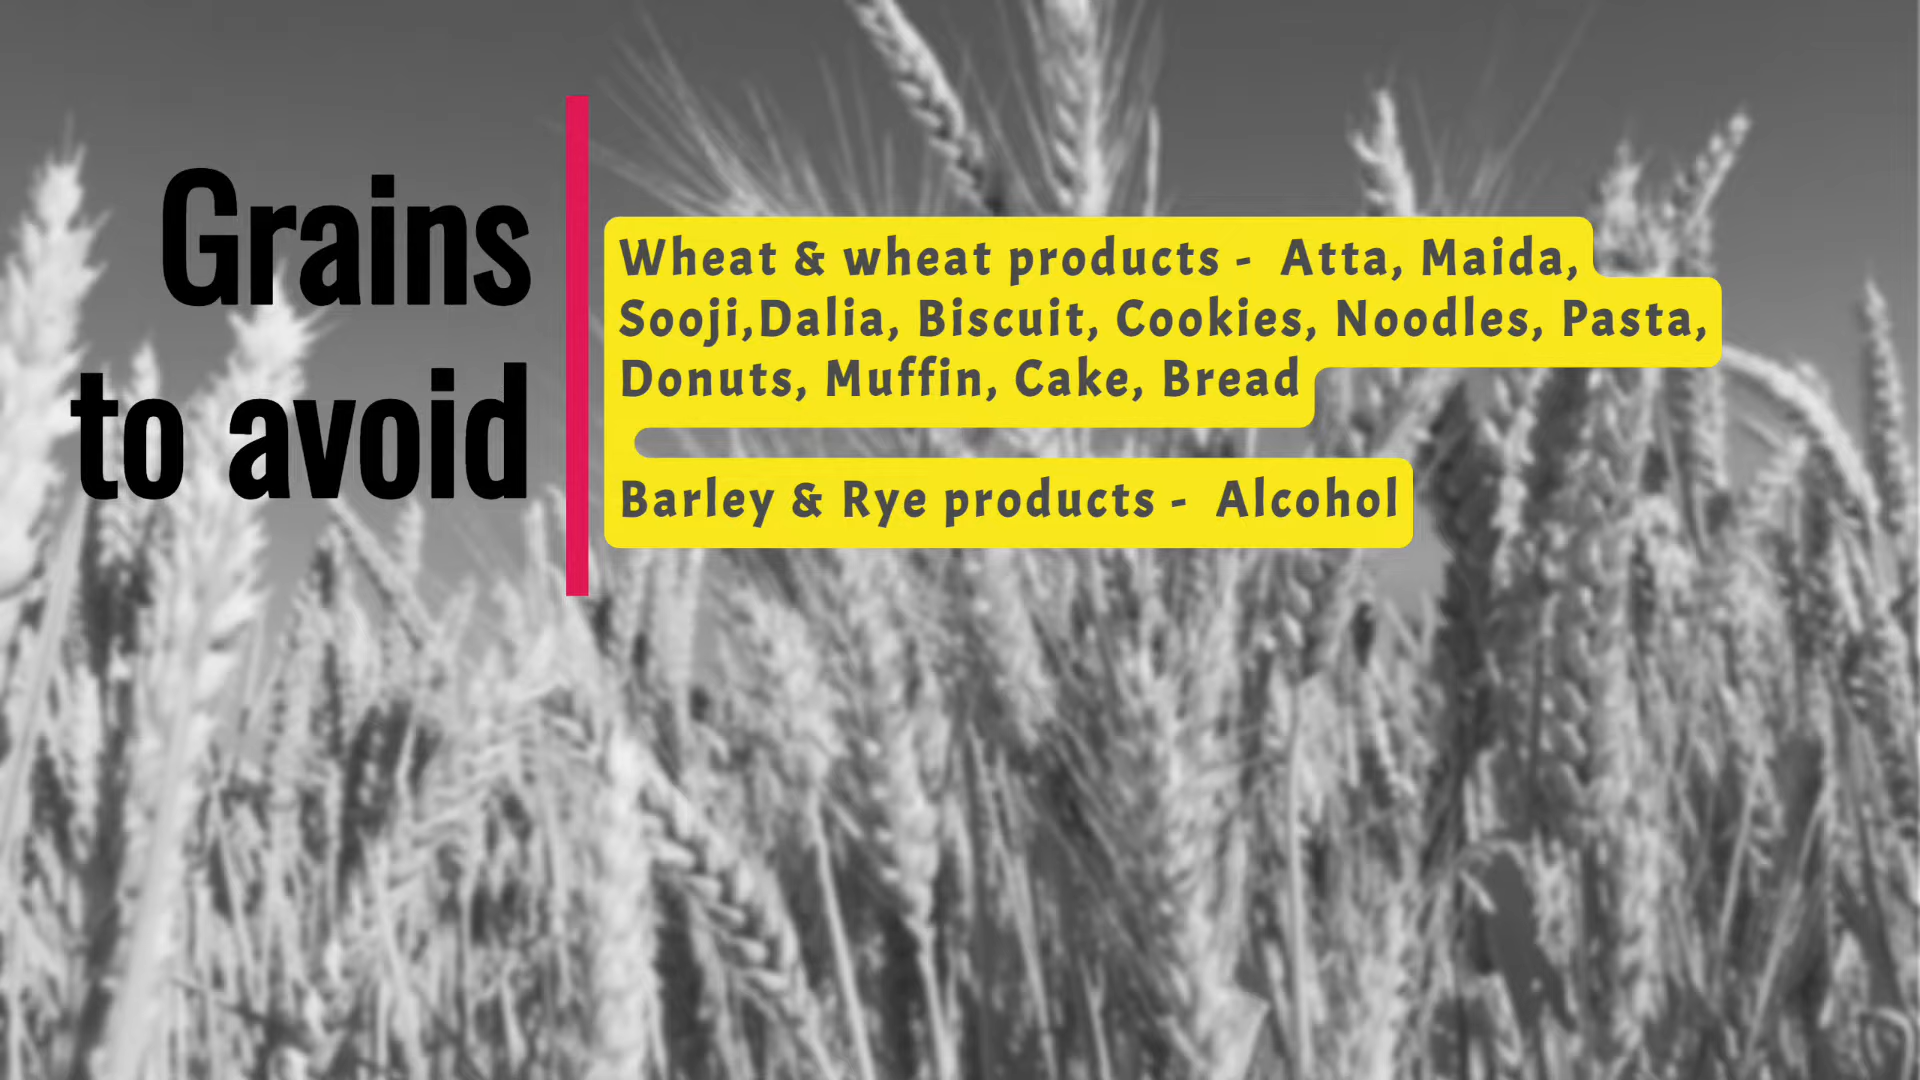 Grains
to avoid
Wheat & wheat products - Atta, Maida,
Sooji,Dalia, Biscuit, Cookies, Noodles, Pasta,
Donuts, Muffin, Cake, Bread
Barley & Rye products - Alcohol